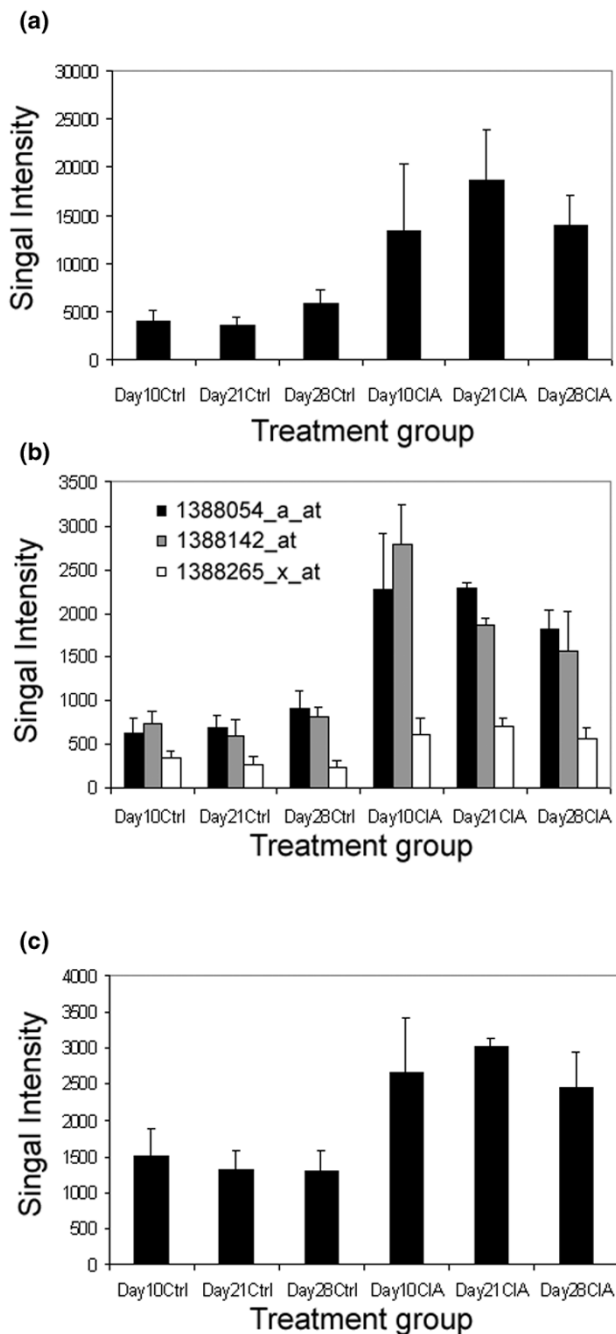 (a)
30000
25000
20000
15000
10000
5000
0
Singal Intensity
Day10Ctrl Day21Ctrl Day28Ctrl Day10CIA Day21CIA Day28CIA
Treatment group
(b)
3500
3000
2500
2000
1500
1000
500
0
Singal Intensity
1388054_a_at
1388142_at
1388265_x_at
Day10Ctrl Day21Ctrl Day28Ctrl Day10CIA Day21CIA Day28CIA
Treatment group
(c)
4000
3500
3000
2500
2000
1500
1000
500
0
Singal Intensity
Day10Ctrl Day21Ctrl Day28Ctrl Day10CIA Day21CIA Day28CIA
Treatment group